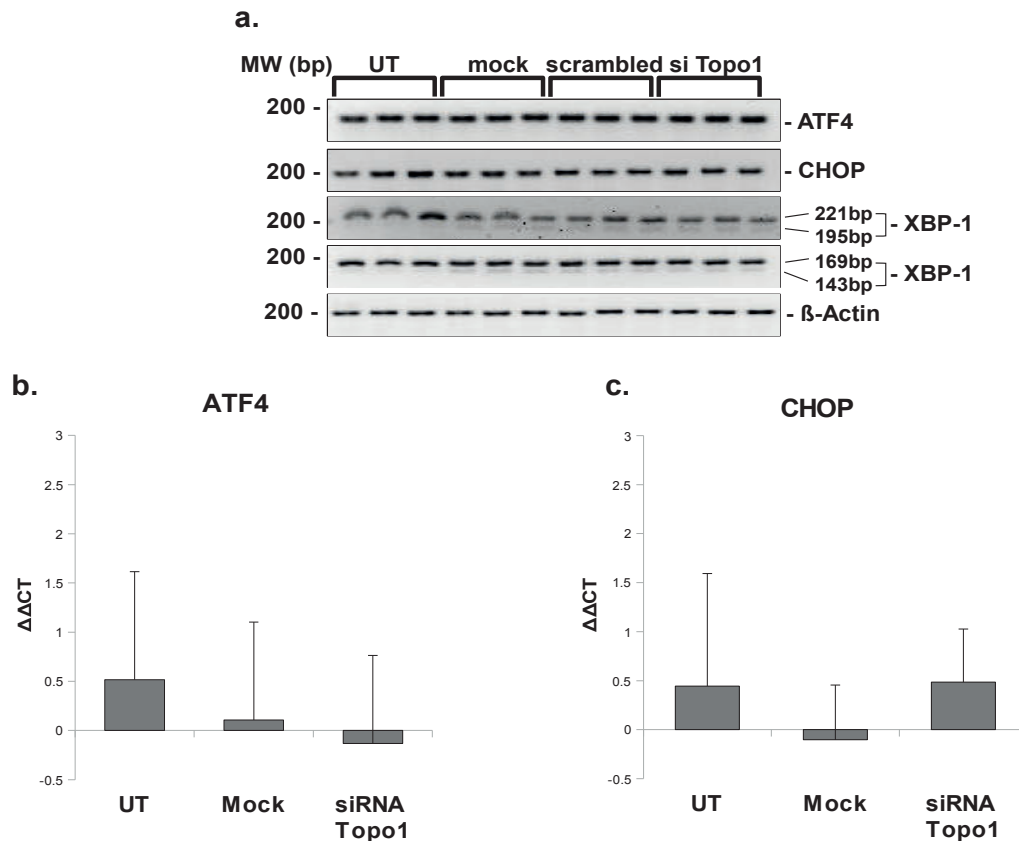 a.
MW (bp) UT mock scrambled si Topo1
200 - - ATF4
200 - - CHOP
200 - 221bp - XBP-1
195bp
200 - 169bp - XBP-1
143bp
200 - - ß-Actin
b.
ATF4
3
2.5
2
1.5
1
0.5
0
-0.5
ΔΔCT
UT Mock siRNA
Topo1
c.
CHOP
3
2.5
2
1.5
1
0.5
0
-0.5
ΔΔCT
UT Mock siRNA
Topo1